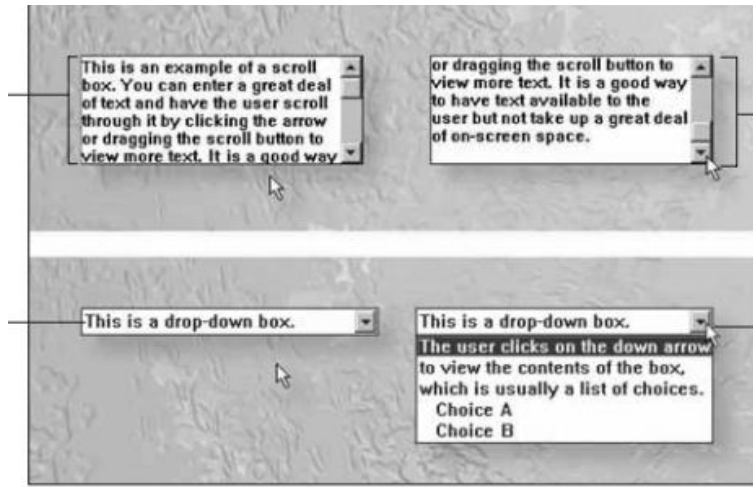 This is an example of a scroll
box. You can enter a great deal
of text and have the user scroll
through it by clicking the arrow
or dragging the scroll button to
view more text. It is a good way
or dragging the scroll button to
view more text. It is a good way
to have text available to the
user but not take up a great deal
of on-screen space.
This is a drop-down box.
This is a drop-down box.
The user clicks on the down arrow
to view the contents of the box,
which is usually a list of choices.
Choice A
Choice B